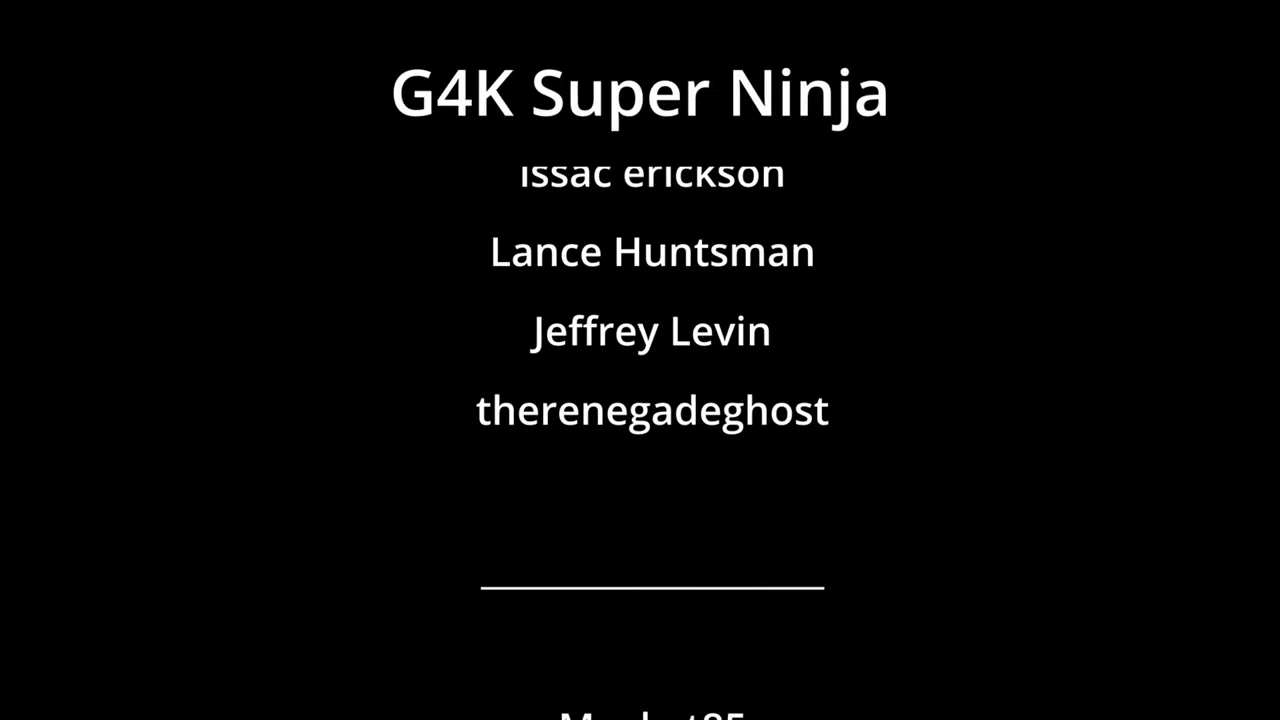 G4K Super Ninja
issac erickson
Lance Huntsman
Jeffrey Levin
therenegadeghost